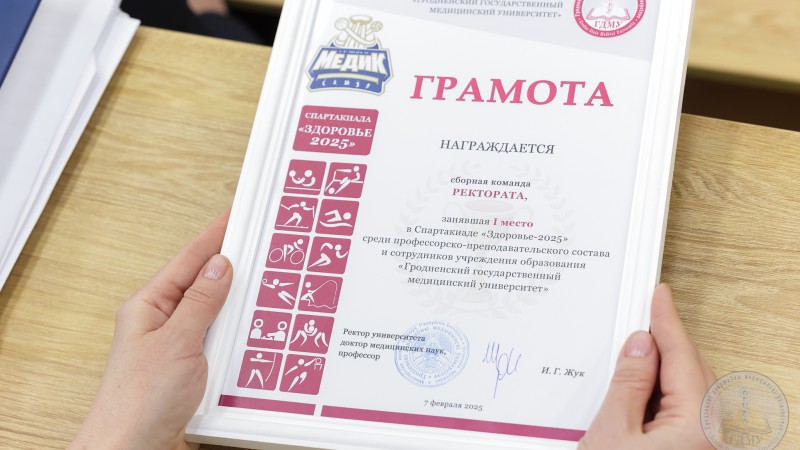 «ГРОДНЕНСКИЙ ГОСУДАРСТВЕННЫЙ
МЕДИЦИНСКИЙ УНИВЕРСИТЕТ»
ГДМУ
МЕДИК
ГРАМОТА
СПАРТАКИАДА
«ЗДОРОВЬЕ
2025»
НАГРАЖДАЕТСЯ
сборная команда
РЕКТОРАТА,
занявшая I место
в Спартакиаде «Здоровье-2025»
среди профессорско-преподавательского состава
и сотрудников учреждения образования
«Гродненский государственный
медицинский университет»
Ректор университета
доктор медицинских наук,
профессор
И. Г. Жук
7 февраля 2025
ГДМУ